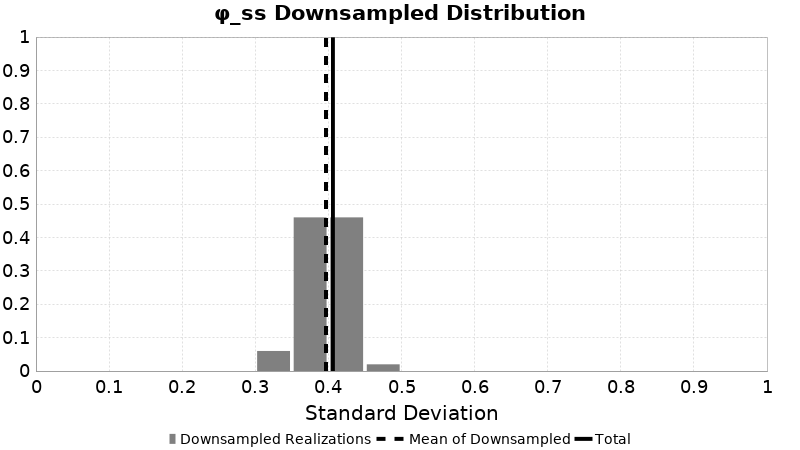 φ_ss Downsampled Distribution
1
0.9
0.8
0.7
0.6
0.5
0.4
0.3
0.2
0.1
0
0 0.1 0.2 0.3 0.4 0.5 0.6 0.7 0.8 0.9 1
Standard Deviation
Downsampled Realizations Mean of Downsampled Total